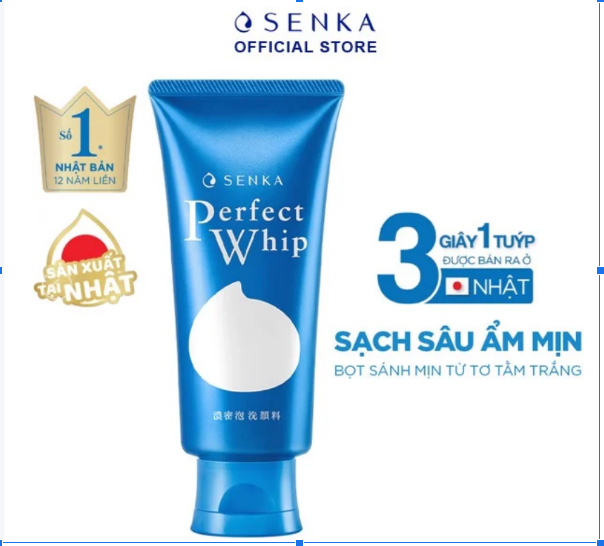 SENKA
OFFICIAL STORE
Số 1*
NHẬT BẢN
12 NĂM LIỀN
SẢN XUẤT
TẠI NHẬT
SENKA
Perfect
Whip
濃密泡 洗顔料
3 GIÂY 1 TUÝP
ĐƯỢC BÁN RA Ở
NHẬT
SẠCH SÂU ẨM MỊN
BỌT SÁNH MỊN TỪ TƠ TẰM TRẮNG